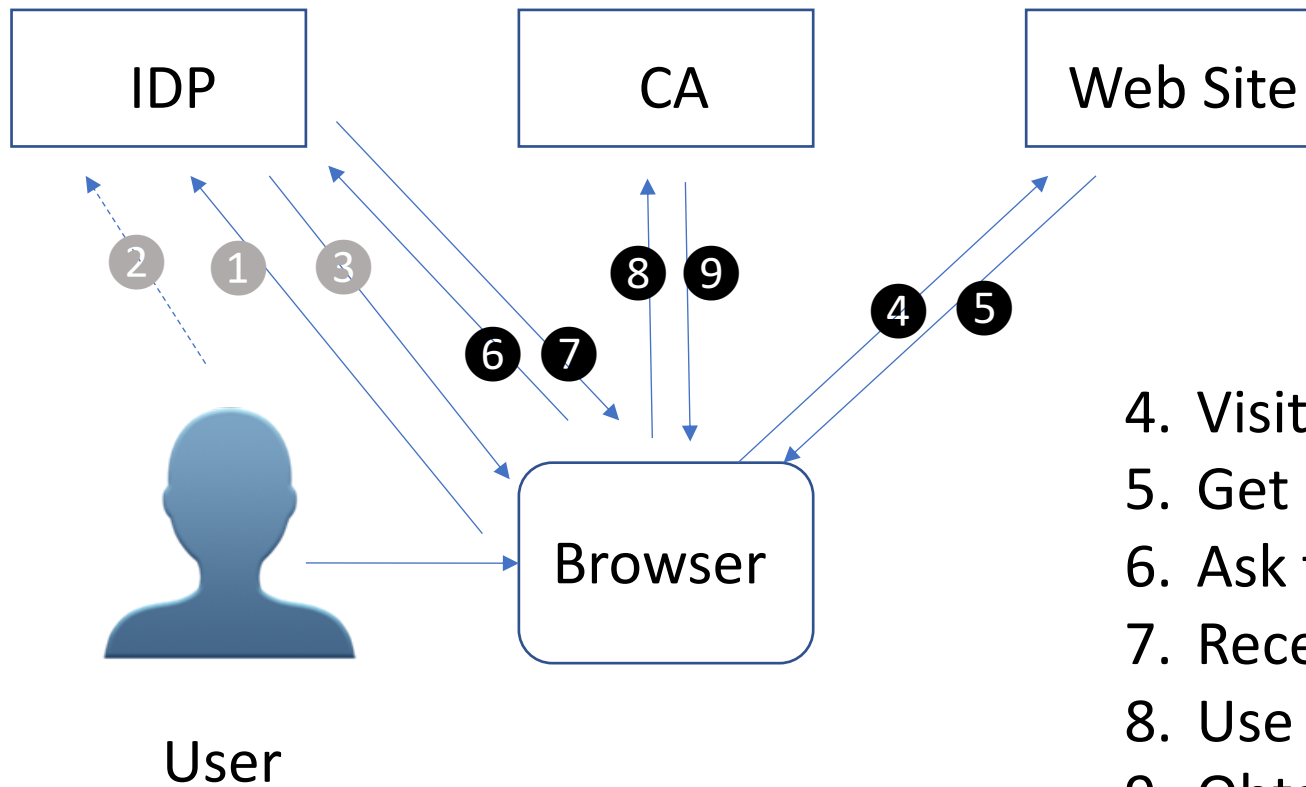 IDP
CA
Web Site
2
1
3
8
9
4
5
6
7
4. Visit
5. Get
6. Ask
7. Rece
8. Use
Browser
User